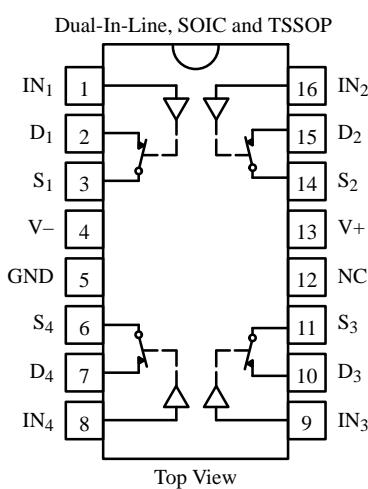 Dual-In-Line, SOIC and TSSOP
IN1 1 16 IN2
D1 2 15 D2
S1 3 14 S2
V– 4 13 V+
GND 5 12 NC
S4 6 11 S3
D4 7 10 D3
IN4 8 9 IN3
Top View